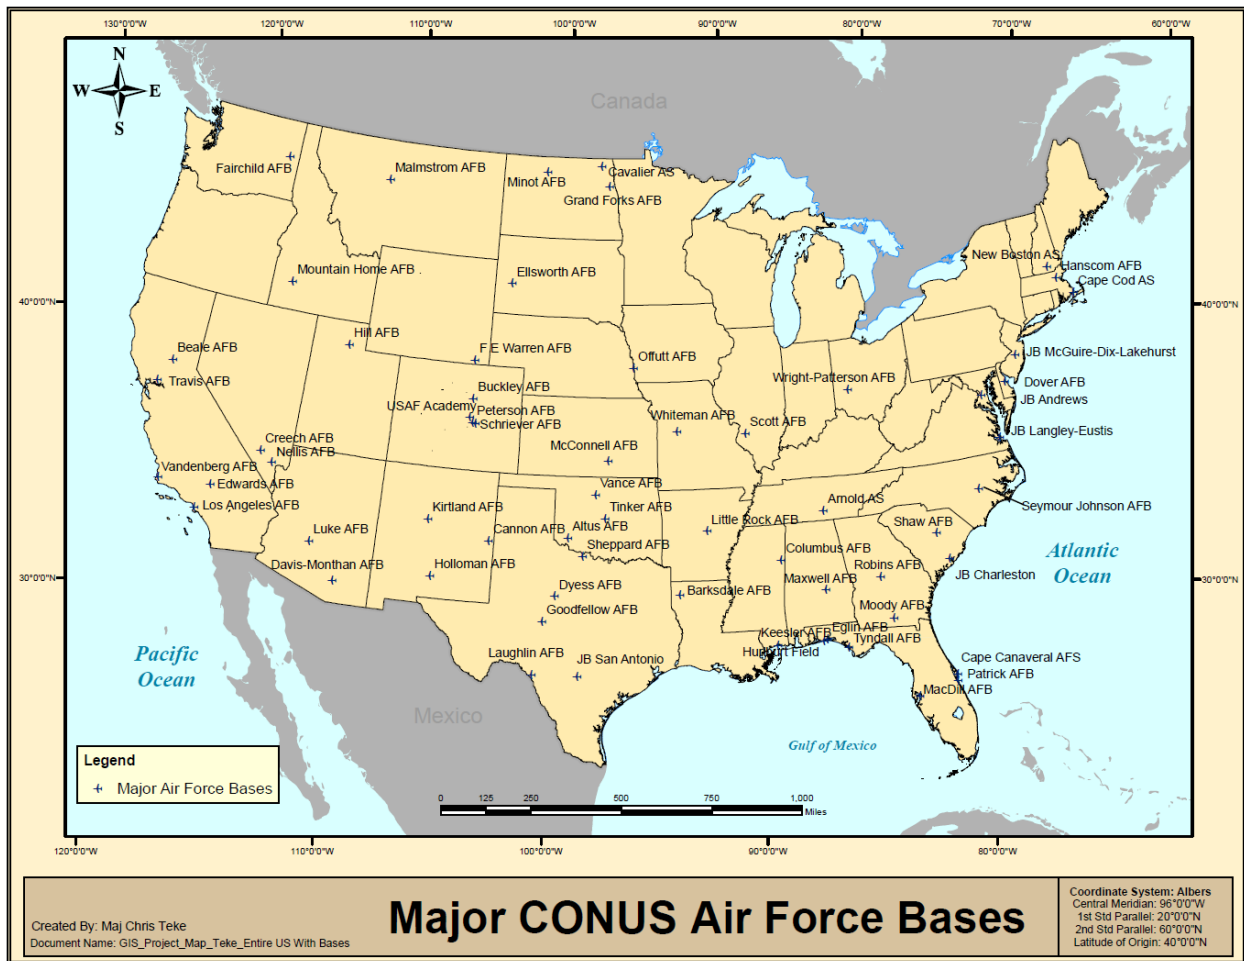 130°0'0"W
120°0'0"W
110°0'0"W
100°0'0"W
90°0'0"W
80°0'0"W
70°0'0"W
60°0'0"W
N
W
E
S
Canada
Fairchild AFB
Malmstrom AFB
Minot AFB
Cavalier AS
Grand Forks AFB
New Boston AS
Hanscom AFB
Cape Cod AS
Mountain Home AFB
Ellsworth AFB
40°0'0"N
40°0'0"N
Hill AFB
Beale AFB
F E Warren AFB
Offutt AFB
JB McGuire-Dix-Lakehurst
Travis AFB
Buckley AFB
Wright-Patterson AFB
Dover AFB
USAF Academy
Peterson AFB
JB Andrews
Schriever AFB
Whiteman AFB
Scott AFB
JB Langley-Eustis
Creech AFB
Nellis AFB
McConnell AFB
Vandenberg AFB
Edwards AFB
Vance AFB
Los Angeles AFB
Kirtland AFB
Tinker AFB
Arnold AS
Seymour Johnson AFB
Luke AFB
Cannon AFB
Altus AFB
Little Rock AFB
Shaw AFB
Sheppard AFB
Columbus AFB
Atlantic
Ocean
Davis-Monthan AFB
Holloman AFB
Robins AFB
JB Charleston
30°0'0"N
30°0'0"N
Dyess AFB
Barksdale AFB
Maxwell AFB
Goodfellow AFB
Moody AFB
Keesler AFB
Eglin AFB
Tyndall AFB
Hurlburt Field
Laughlin AFB
JB San Antonio
Cape Canaveral AFS
Patrick AFB
MacDill AFB
Pacific
Ocean
Mexico
Gulf of Mexico
Legend
Major Air Force Bases
0
125
250
500
750
1,000
Miles
120°0'0"W
110°0'0"W
100°0'0"W
90°0'0"W
80°0'0"W
Created By: Maj Chris Teke
Document Name: GIS_Project_Map_Teke_Entire US With Bases
Major CONUS Air Force Bases
Coordinate System: Albers
Central Meridian: 96°0'0"W
1st Std Parallel: 20°0'0"N
2nd Std Parallel: 60°0'0"N
Latitude of Origin: 40°0'0"N